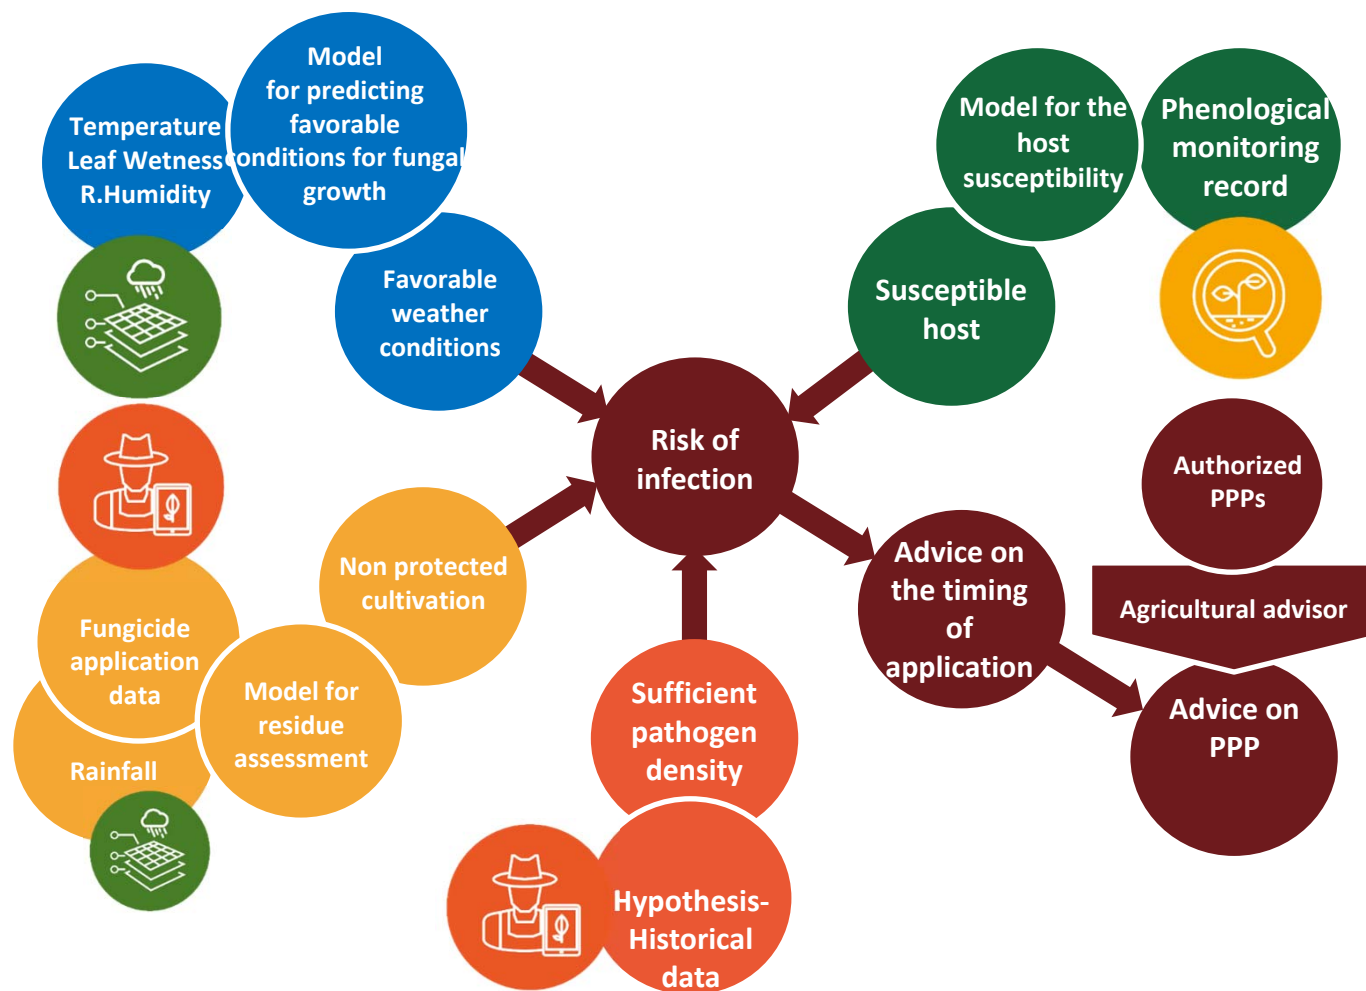 Model
for predicting
favorable
conditions for fungal
growth
Temperature
Leaf Wetness
R.Humidity
Favorable
weather
conditions
Model for the
host
susceptibility
Phenological
monitoring
record
Susceptible
host
Risk of
infection
Authorized
PPPs
Agricultural advisor
Advice on
PPP
Advice on
the timing
of
application
Non protected
cultivation
Fungicide
application
data
Model for
residue
assessment
Rainfall
Sufficient
pathogen
density
Hypothesis-
Historical
data